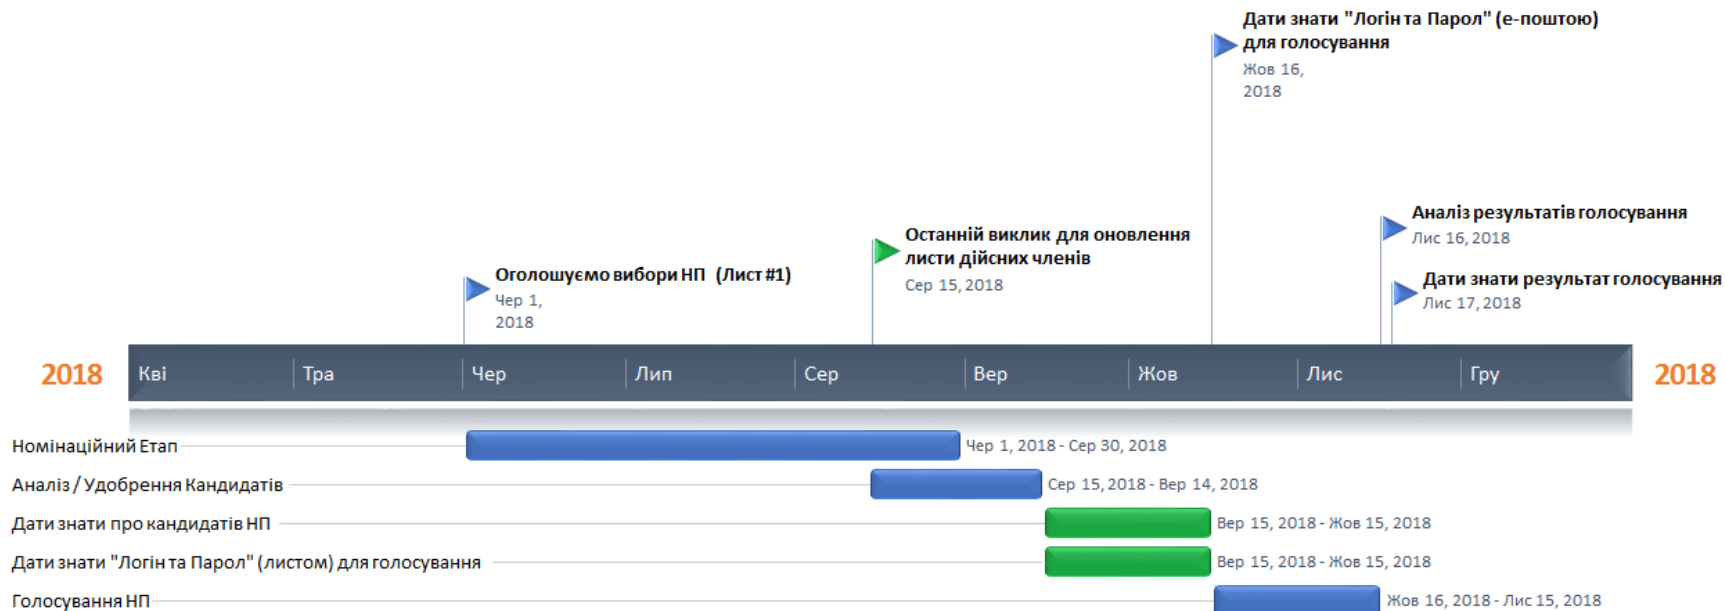 Дати знати "Логін та Парол" (е-поштою)
для голосування
Жов 16,
2018
Аналіз результатів голосування
Лис 16, 2018
Останній виклик для оновлення
листи дійсних членів
Сер 15, 2018
Оголошуємо вибори НП (Лист #1)
Чер 1,
2018
Дати знати результат голосування
Лис 17, 2018
2018 Кві Тра Чер Лип Сер Вер Жов Лис Гру 2018
Номінаційний Етап Чер 1, 2018 - Сер 30, 2018
Аналіз / Удобрення Кандидатів Сер 15, 2018 - Вер 14, 2018
Дати знати про кандидатів НП Вер 15, 2018 - Жов 15, 2018
Дати знати "Логін та Парол" (листом) для голосування Вер 15, 2018 - Жов 15, 2018
Голосування НП Жов 16, 2018 - Лис 15, 2018